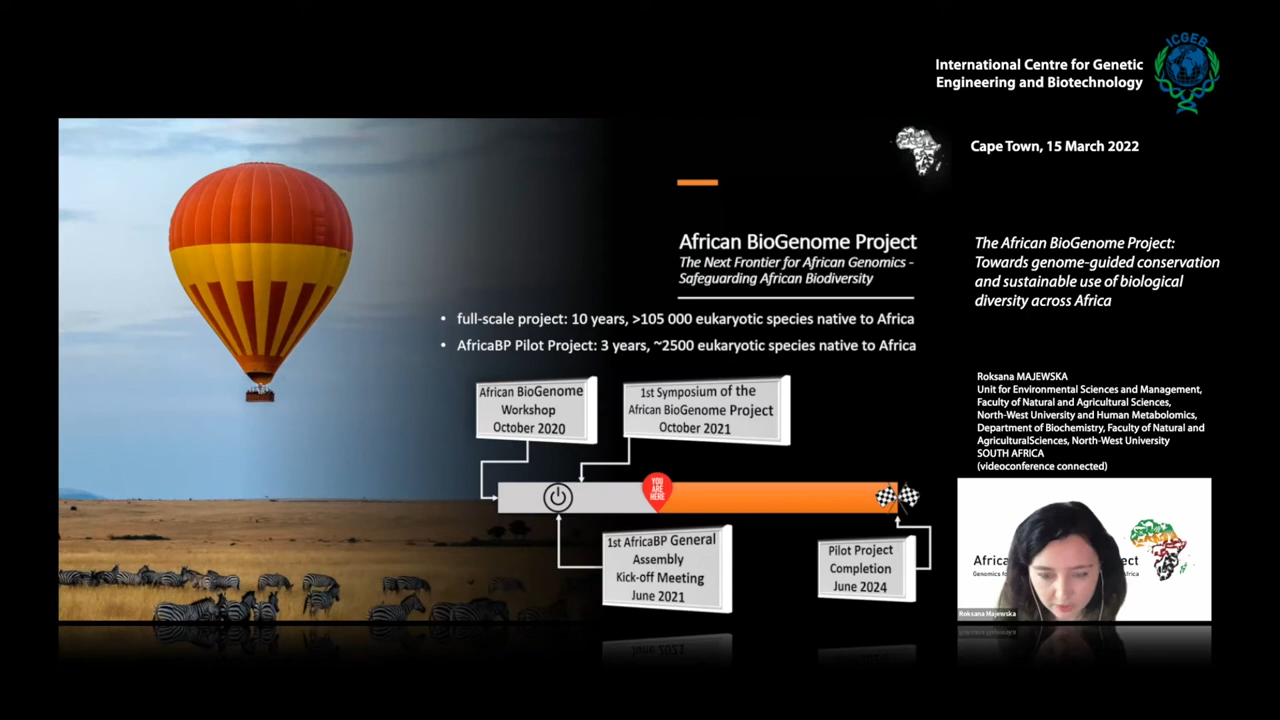 ICGEB
International Centre for Genetic
Engineering and Biotechnology
Cape Town, 15 March 2022
African BioGenome Project
The Next Frontier for African Genomics -
Safeguarding African Biodiversity
• full-scale project: 10 years, >105 000 eukaryotic species native to Africa
• AfricaBP Pilot Project: 3 years, ~2500 eukaryotic species native to Africa
African BioGenome
Workshop
October 2020
1st Symposium of the
African BioGenome Project
October 2021
YOU
ARE
HERE
1st AfricaBP General
Assembly
Kick-off Meeting
June 2021
Pilot Project
Completion
June 2024
The African BioGenome Project:
Towards genome-guided conservation
and sustainable use of biological
diversity across Africa
Roksana MAJEWSKA
Unit for Environmental Sciences and Management,
Faculty of Natural and Agricultural Sciences,
North-West University and Human Metabolomics,
Department of Biochemistry, Faculty of Natural and
AgriculturalSciences, North-West University
SOUTH AFRICA
(videoconference connected)
Roksana Majewska